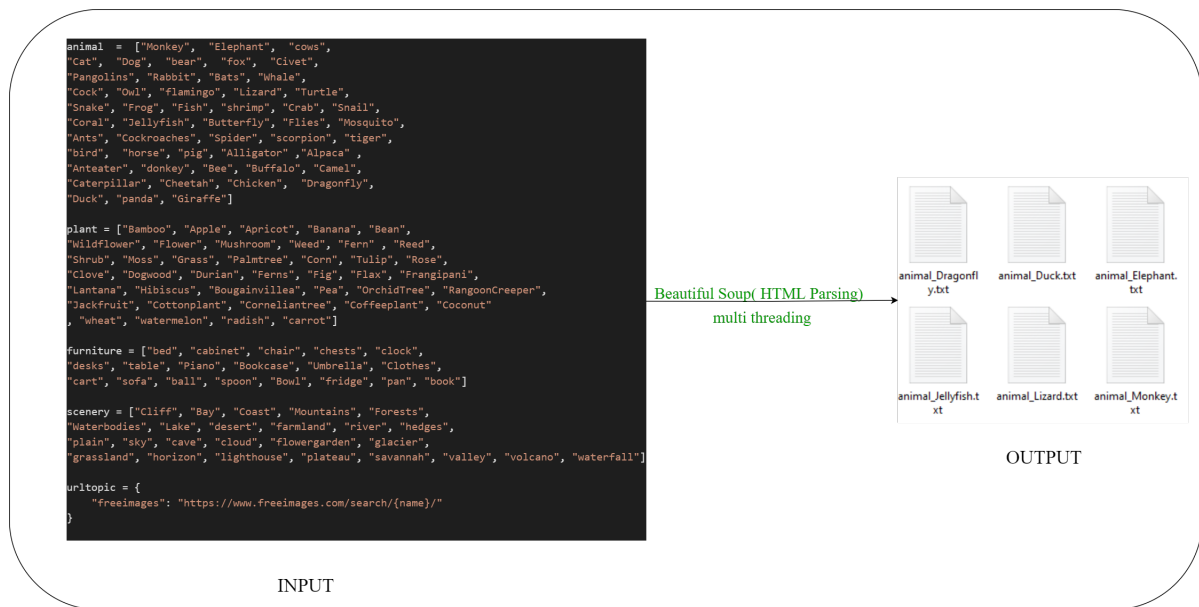 animal  =  ["Monkey",  "Elephant",  "cows",
"Cat",  "Dog",  "bear",  "fox",  "Civet",
"Pangolins", "Rabbit", "Bats", "Whale",
"Cock", "Owl", "flamingo", "Lizard", "Turtle",
"Snake", "Frog", "Fish", "shrimp", "Crab", "Snail",
"Coral", "Jellyfish", "Butterfly", "Flies", "Mosquito",
"Ants", "Cockroaches", "Spider", "scorpion", "tiger",
"bird",  "horse", "pig", "Alligator" ,"Alpaca" ,
"Anteater", "donkey", "Bee", "Buffalo", "Camel",
"Caterpillar", "Cheetah", "Chicken",  "Dragonfly",
"Duck", "panda", "Giraffe"]
plant = ["Bamboo", "Apple", "Apricot", "Banana", "Bean",
"Wildflower", "Flower", "Mushroom", "Weed", "Fern" , "Reed",
"Shrub", "Moss", "Grass", "Palmtree", "Corn", "Tulip", "Rose",
"Clove", "Dogwood", "Durian", "Ferns", "Fig", "Flax", "Frangipani",
"Lantana", "Hibiscus", "Bougainvillea", "Pea", "OrchidTree", "RangoonCreeper",
"Jackfruit", "Cottonplant", "Corneliantree", "Coffeeplant", "Coconut"
, "wheat", "watermelon", "radish", "carrot"]
furniture = ["bed", "cabinet", "chair", "chests", "clock",
"desks", "table", "Piano", "Bookcase", "Umbrella", "Clothes",
"cart", "sofa", "ball", "spoon", "Bowl", "fridge", "pan", "book"]
scenery = ["Cliff", "Bay", "Coast", "Mountains", "Forests",
"Waterbodies", "Lake", "desert", "farmland", "river", "hedges",
"plain", "sky", "cave", "cloud", "flowergarden", "glacier",
"grassland", "horizon", "lighthouse", "plateau", "savannah", "valley", "volcano", "waterfall"]
urltopic = {
"freeimages": "https://www.freeimages.com/search/{name}/"
}
INPUT
Beautiful Soup( HTML Parsing)
multi threading
animal_Dragonfl
y.txt
animal_Duck.txt
animal_Elephant.
txt
animal_Jellyfish.t
xt
animal_Lizard.txt
animal_Monkey.t
xt
OUTPUT